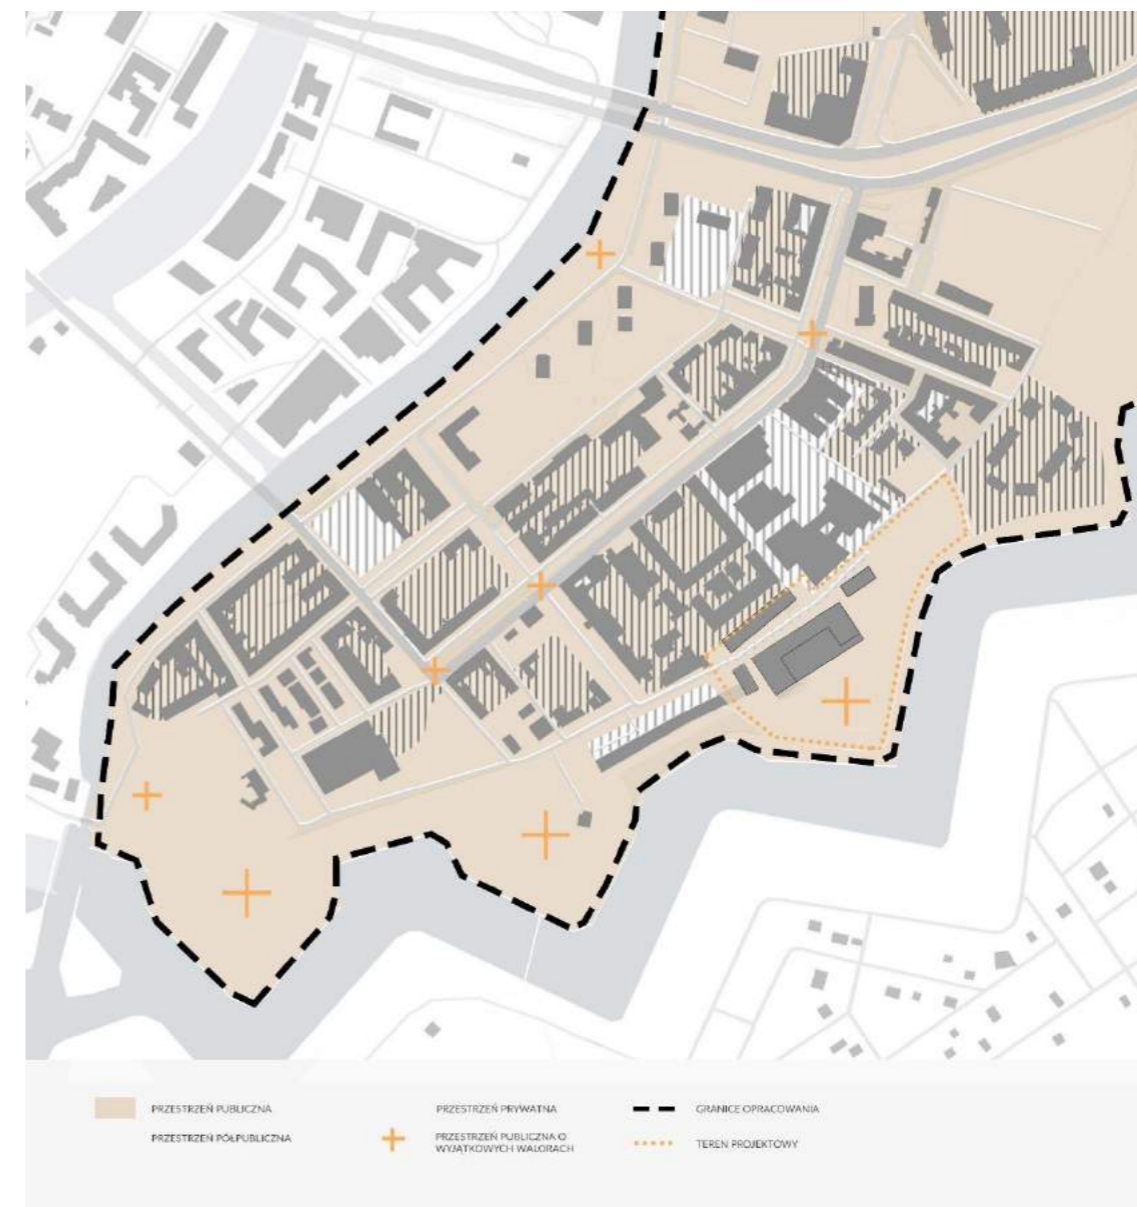 PRZESTRZEŃ PUBLICZNA
PRZESTRZEŃ PÓŁPUBLICZNA
PRZESTRZEŃ PRYWATNA
PRZESTRZEŃ PUBLICZNA O
WYJĄTKOWYCH WALORACH
GRANICE OPRACOWANIA
TEREN PROJEKTOWY